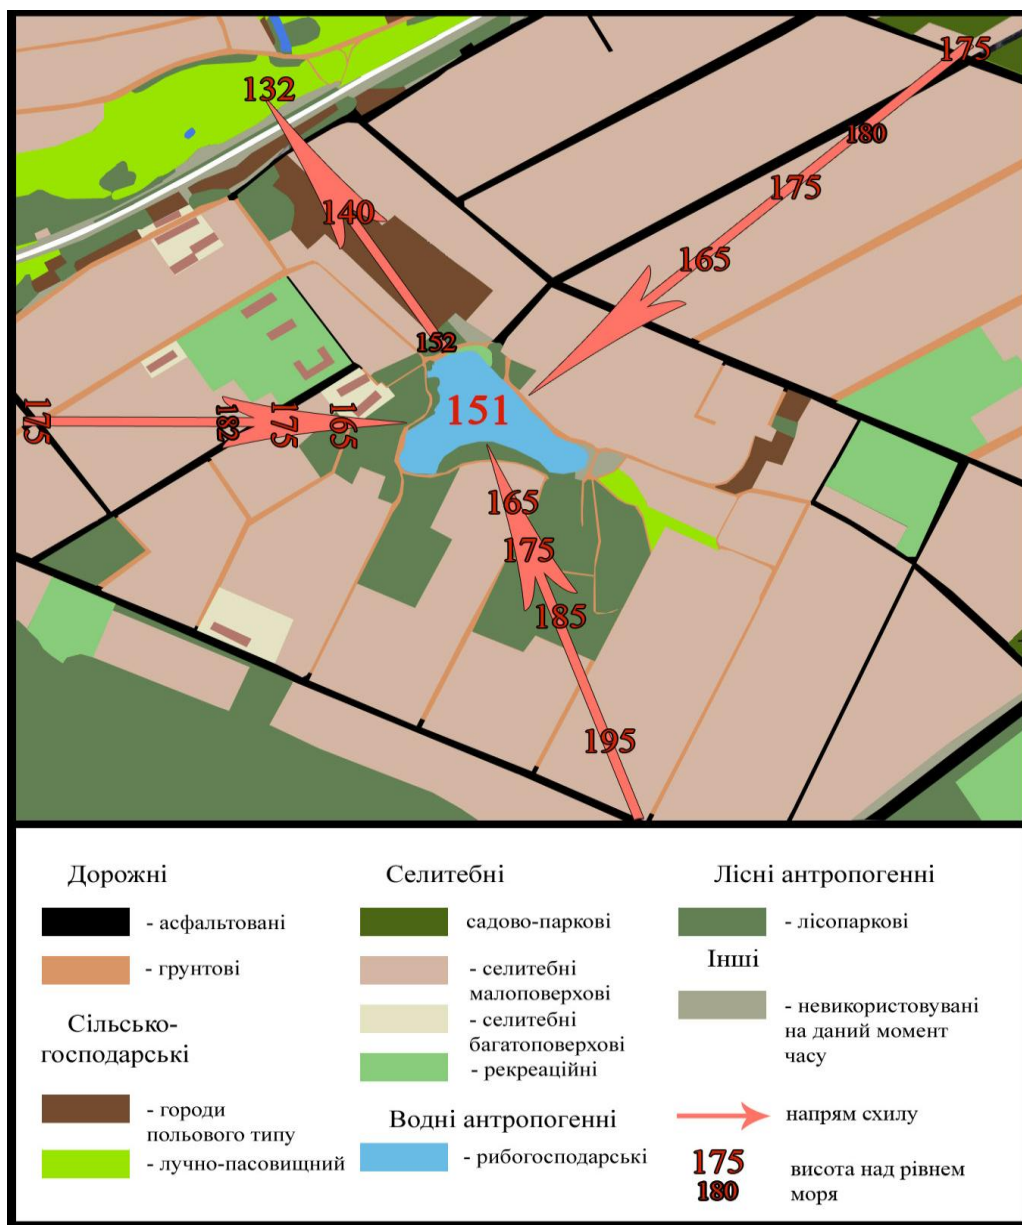 175
132
180
175
140
165
152
151
175
182
175
165
165
175
185
195
Дорожні
- асфальтовані
- грунтові
Сільсько-
господарські
- городи
польового типу
- лучно-пасовищний
Селитебні
садово-паркові
- селитебні
малоповерхові
- селитебні
багатоповерхові
- рекреаційні
Водні антропогенні
- рибогосподарські
Лісні антропогенні
- лісопаркові
Інші
- невикористовувані
на даний момент
часу
напрям схилу
175
180
висота над рівнем
моря